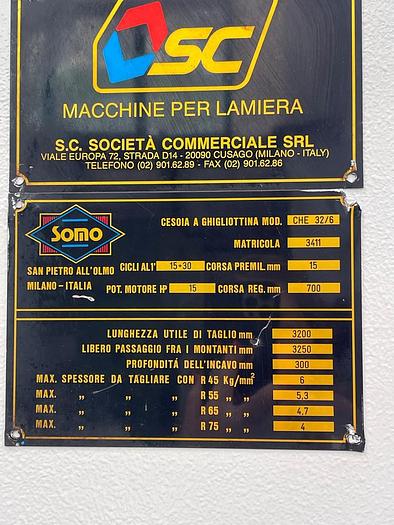 SC
MACCHINE PER LAMIERA
S.C. SOCIETÀ COMMERCIALE SRL
VIALE EUROPA 72, STRADA D14 - 20090 CUSAGO (MILANO - ITALY)
TELEFONO (02) 901.62.89 - FAX (02) 901.62.86
SOMO
SAN PIETRO ALL'OLMO
MILANO - ITALIA
CESOIA A GHIGLIOTTINA MOD. CHE 32/6
MATRICOLA 3411
CICLI AL 1' 15÷30 CORSA PREMIL. mm 15
POT. MOTORE HP 15 CORSA REG. mm 700
LUNGHEZZA UTILE DI TAGLIO mm 3200
LIBERO PASSAGGIO FRA I MONTANTI mm 3250
PROFONDITÁ DELL'INCAVO mm 300
MAX. SPESSORE DA TAGLIARE CON R 45 Kg/mm² 6
MAX. ,, ,, ,, R 55 ,, ,, 5,3
MAX. ,, ,, ,, R 65 ,, ,, 4,7
MAX. ,, ,, ,, R 75 ,, ,, 4